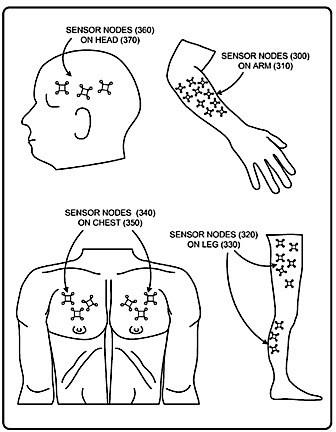 SENSOR NODES (360)
ON HEAD (370)
SENSOR NODES (300)
ON ARM (310)
SENSOR NODES (340)
ON CHEST (350)
SENSOR NODES (320)
ON LEG (330)